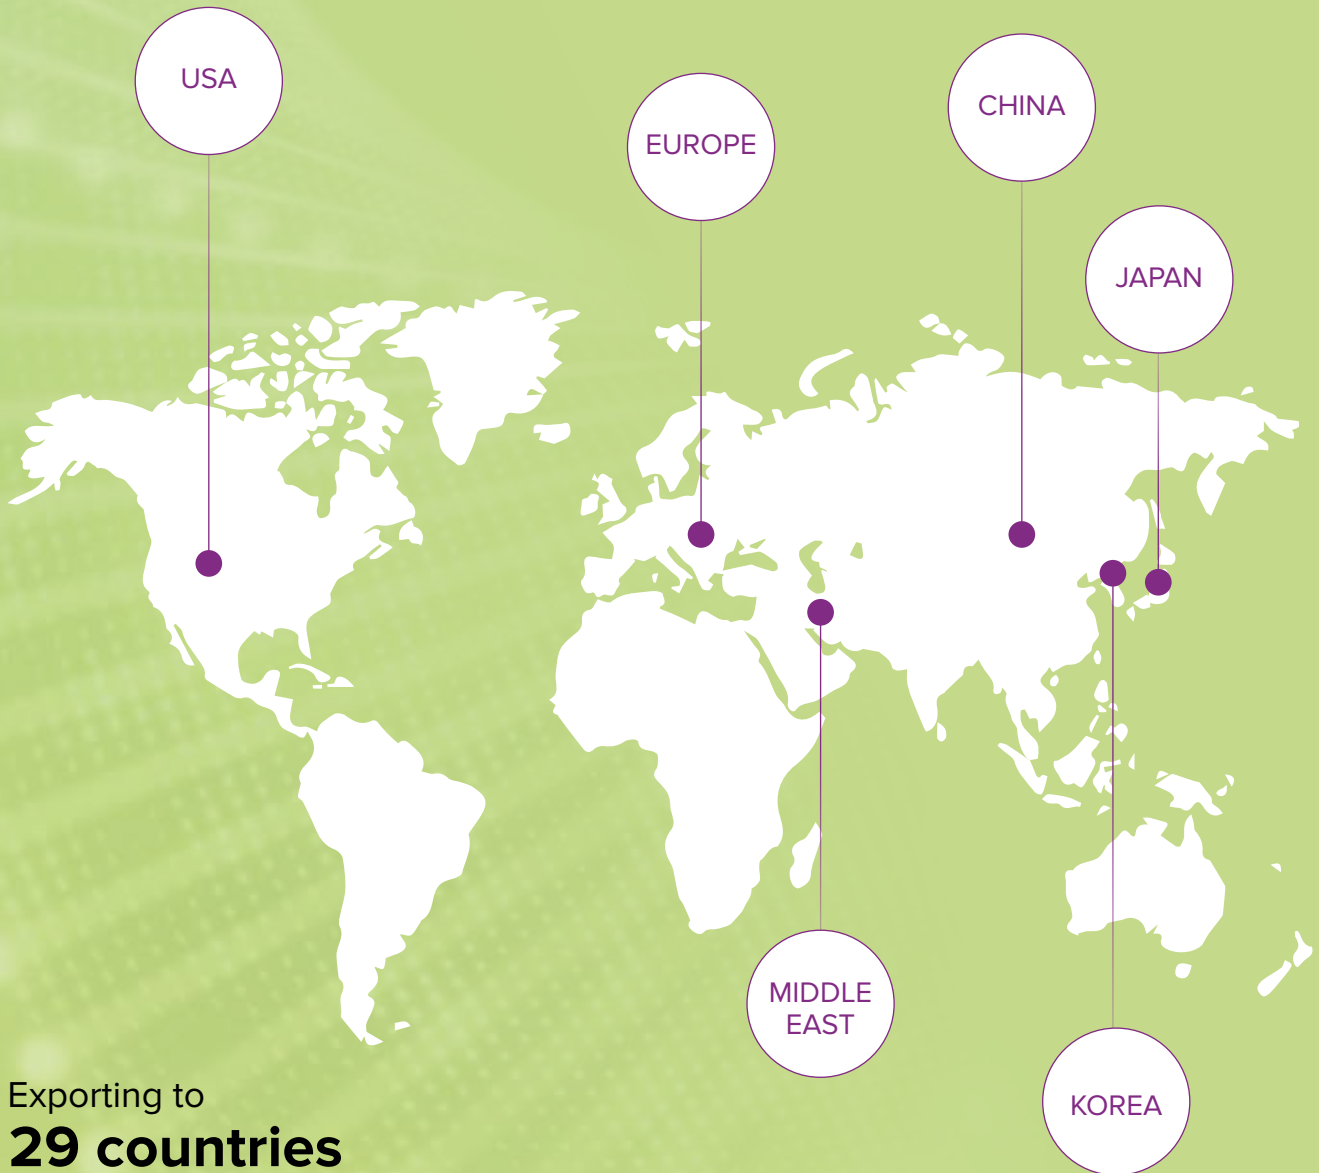 USA
EUROPE
CHINA
JAPAN
MIDDLE
EAST
KOREA
Exporting to
29 countries